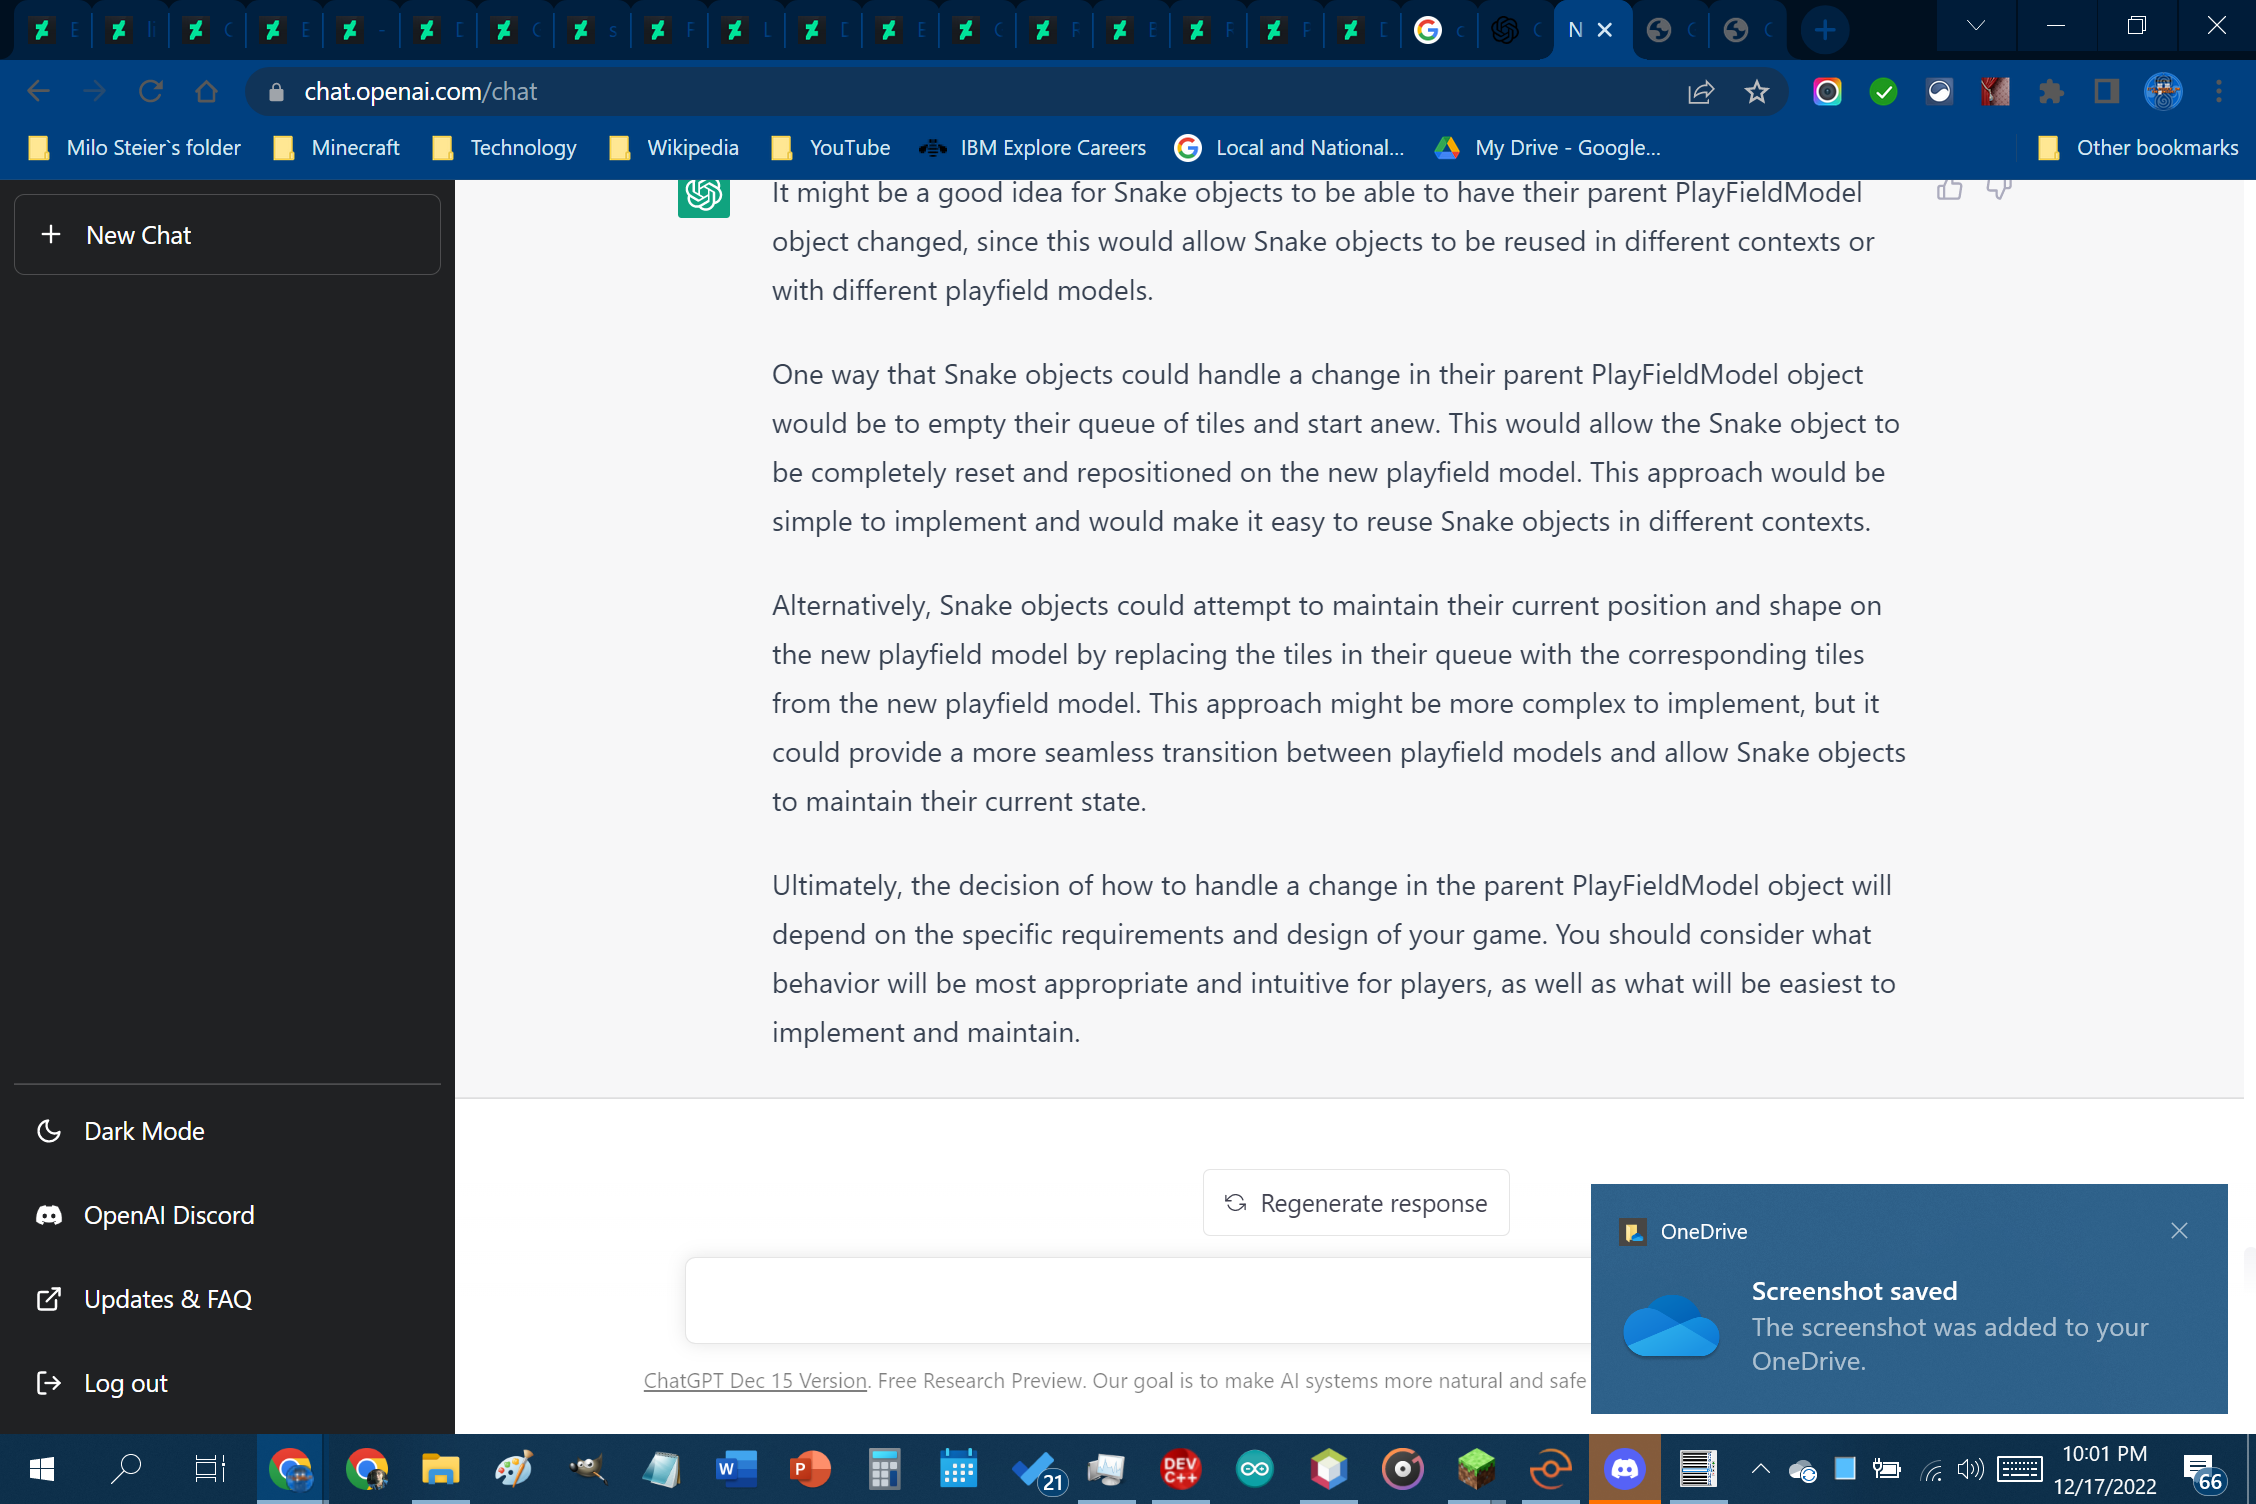 chat.openai.com/chat
Milo Steier`s folder Minecraft Technology Wikipedia YouTube IBM Explore Careers Local and National... My Drive - Google... Other bookmarks
New Chat
It might be a good idea for Snake objects to be able to have their parent PlayFieldModel
object changed, since this would allow Snake objects to be reused in different contexts or
with different playfield models.
One way that Snake objects could handle a change in their parent PlayFieldModel object
would be to empty their queue of tiles and start anew. This would allow the Snake object to
be completely reset and repositioned on the new playfield model. This approach would be
simple to implement and would make it easy to reuse Snake objects in different contexts.
Alternatively, Snake objects could attempt to maintain their current position and shape on
the new playfield model by replacing the tiles in their queue with the corresponding tiles
from the new playfield model. This approach might be more complex to implement, but it
could provide a more seamless transition between playfield models and allow Snake objects
to maintain their current state.
Ultimately, the decision of how to handle a change in the parent PlayFieldModel object will
depend on the specific requirements and design of your game. You should consider what
behavior will be most appropriate and intuitive for players, as well as what will be easiest to
implement and maintain.
Dark Mode
OpenAI Discord
Updates & FAQ
Log out
Regenerate response
ChatGPT Dec 15 Version. Free Research Preview. Our goal is to make AI systems more natural and safe
OneDrive
Screenshot saved
The screenshot was added to your
OneDrive.
W
P
21
DEV
C++
10:01 PM
12/17/2022
66